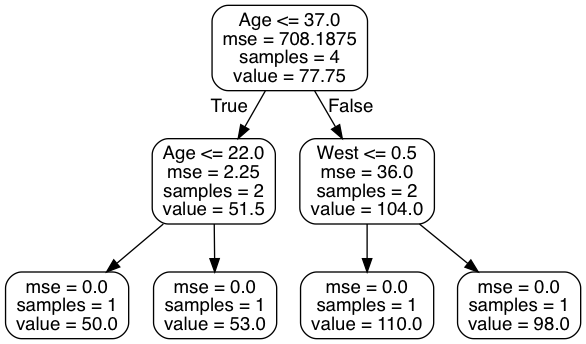 Age <= 37.0
mse = 708.1875
samples = 4
value = 77.75
True
False
Age <= 22.0
mse = 2.25
samples = 2
value = 51.5
West <= 0.5
mse = 36.0
samples = 2
value = 104.0
mse = 0.0
samples = 1
value = 50.0
mse = 0.0
samples = 1
value = 53.0
mse = 0.0
samples = 1
value = 110.0
mse = 0.0
samples = 1
value = 98.0